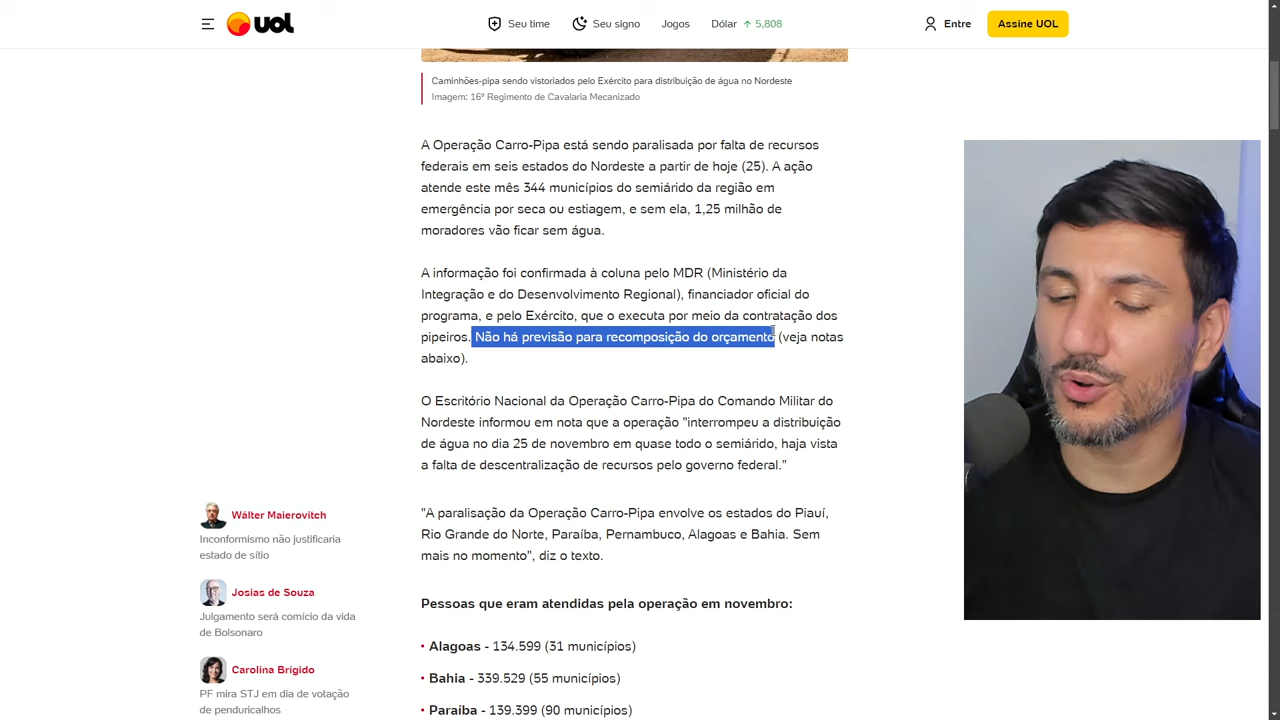 uol
Seu time
Seu signo
Jogos
Dólar ↑ 5,808
Entre
Assine UOL
Caminhões-pipa sendo vistoriados pelo Exército para distribuição de água no Nordeste
Imagem: 16º Regimento de Cavalaria Mecanizado
A Operação Carro-Pipa está sendo paralisada por falta de recursos
federais em seis estados do Nordeste a partir de hoje (25). A ação
atende este mês 344 municípios do semiárido da região em
emergência por seca ou estiagem, e sem ela, 1,25 milhão de
moradores vão ficar sem água.
A informação foi confirmada à coluna pelo MDR (Ministério da
Integração e do Desenvolvimento Regional), financiador oficial do
programa, e pelo Exército, que o executa por meio da contratação dos
pipeiros. Não há previsão para recomposição do orçamento (veja notas
abaixo).
O Escritório Nacional da Operação Carro-Pipa do Comando Militar do
Nordeste informou em nota que a operação "interrompeu a distribuição
de água no dia 25 de novembro em quase todo o semiárido, haja vista
a falta de descentralização de recursos pelo governo federal."
"A paralisação da Operação Carro-Pipa envolve os estados do Piauí,
Rio Grande do Norte, Paraíba, Pernambuco, Alagoas e Bahia. Sem
mais no momento", diz o texto.
Pessoas que eram atendidas pela operação em novembro:
• Alagoas - 134.599 (31 municípios)
• Bahia - 339.529 (55 municípios)
• Paraíba - 139.399 (90 municípios)
Wálter Maierovitch
Inconformismo não justificaria
estado de sítio
Josias de Souza
Julgamento será comício da vida
de Bolsonaro
Carolina Brígido
PF mira STJ em dia de votação
de penduricalhos